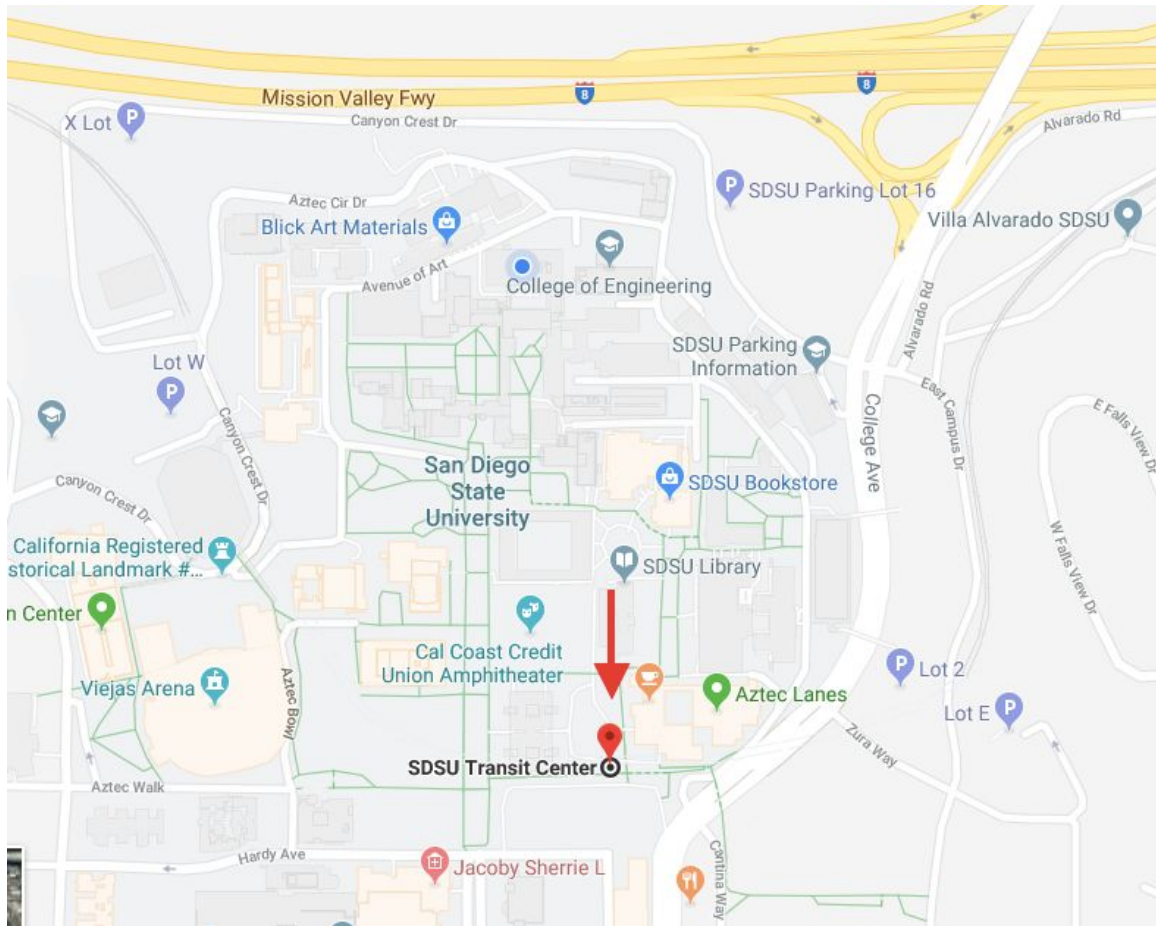 Mission Valley Fwy
8
8
X Lot
P
Canyon Crest Dr
Alvarado Rd
P
SDSU Parking Lot 16
Aztec Cir Dr
Villa Alvarado SDSU
Blick Art Materials
Avenue of Art
College of Engineering
Alvarado Rd
SDSU Parking
Information
Lot W
P
East Campus Dr
College Ave
E Falls View Dr
Canyon Crest Dr
San Diego
State
University
SDSU Bookstore
Canyon Crest Dr
W Falls View Dr
California Registered
storical Landmark #...
SDSU Library
n Center
Cal Coast Credit
Union Amphitheater
Viejas Arena
Aztec Bowl
P
Lot 2
Aztec Lanes
Lot E
P
Zura Way
SDSU Transit Center
Aztec Walk
Hardy Ave
Jacoby Sherrie L
Cantina Way